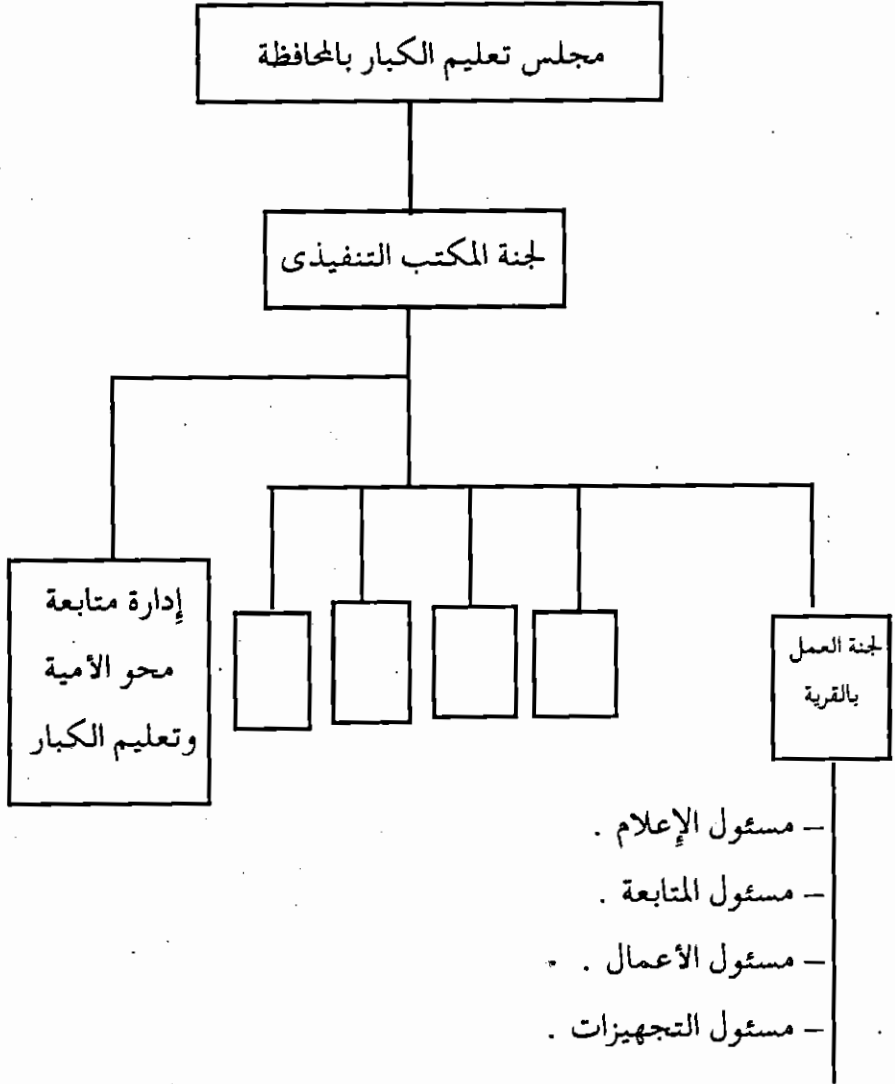 مجلس تعليم الكبار بالمحافظة
لجنة المكتب التنفيذى
لجنة العمل
بالقرية
إدارة متابعة
محو الأمية
وتعليم الكبار
– مسئول الإعلام .
– مسئول المتابعة .
– مسئول الأعمال .
– مسئول التجهيزات .